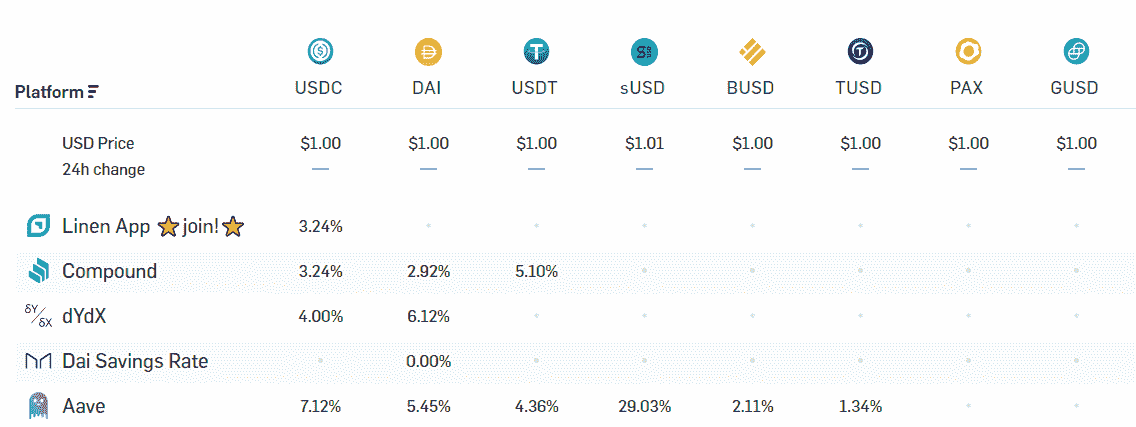 USDC DAI USDT sUSD BUSD TUSD PAX GUSD
Platform
USD Price $1.00 $1.00 $1.00 $1.01 $1.00 $1.00 $1.00 $1.00
24h change — — — — — — — —
Linen App ⭐join!⭐ 3.24%
Compound 3.24% 2.92% 5.10%
δY/δX dYdX 4.00% 6.12%
Dai Savings Rate 0.00%
Aave 7.12% 5.45% 4.36% 29.03% 2.11% 1.34%